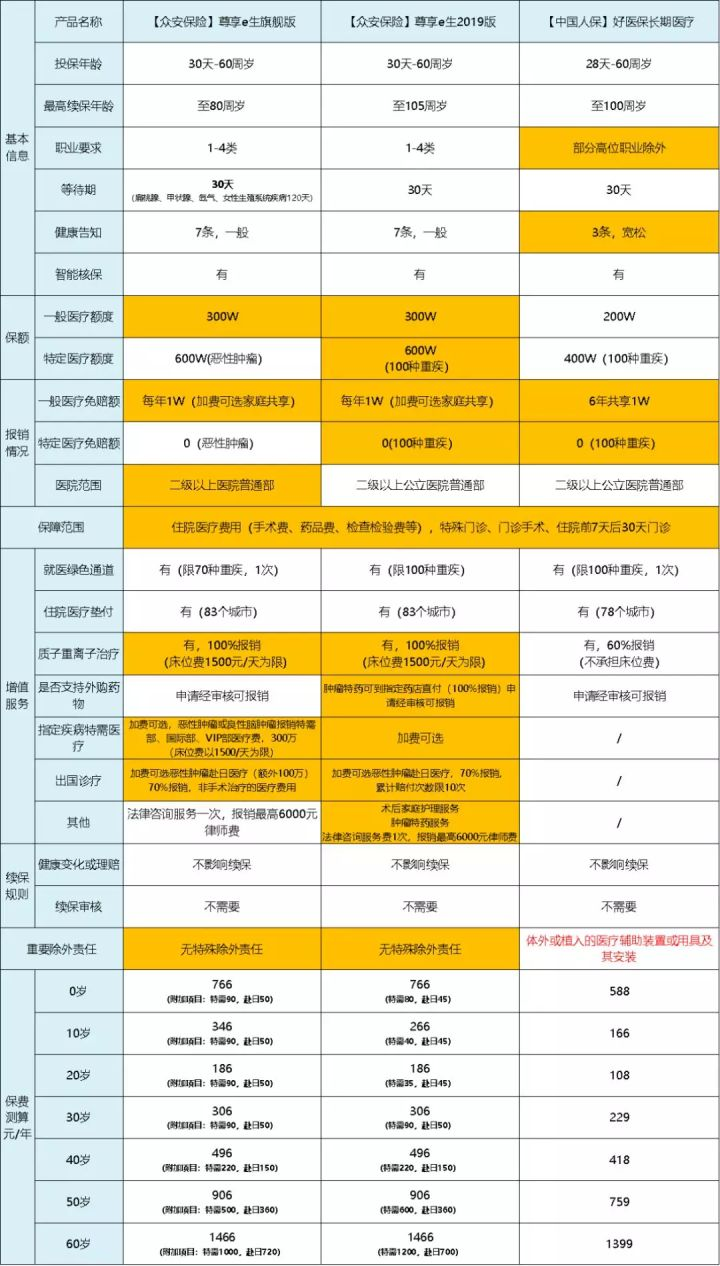 产品名称
【众安保险】尊享e生旗舰版
【众安保险】尊享e生2019版
【中国人保】好医保长期医疗
基本
信息
投保年龄
30天-60周岁
30天-60周岁
28天-60周岁
最高续保年龄
至80周岁
至105周岁
至100周岁
职业要求
1-4类
1-4类
部分高位职业除外
等待期
30天
(扁桃腺、甲状腺、疝气、女性生殖系统疾病120天)
30天
30天
健康告知
7条，一般
7条，一般
3条，宽松
智能核保
有
有
有
保额
一般医疗额度
300W
300W
200W
特定医疗额度
600W(恶性肿瘤)
600W
(100种重疾)
400W（100种重疾)
报销
情况
一般医疗免赔额
每年1W（加费可选家庭共享)
每年1W（加费可选家庭共享)
6年共享1W
特定医疗免赔额
0（恶性肿瘤)
0(100种重疾)
0（100种重疾)
医院范围
二级以上医院普通部
二级以上公立医院普通部
二级以上公立医院普通部
保障范围
住院医疗费用（手术费、药品费、检查检验费等），特殊门诊、门诊手术、住院前7天后30天门诊
增值
服务
就医绿色通道
有（限70种重疾，1次)
有（限100种重疾)
有（限100种重疾，1次)
住院医疗垫付
有（83个城市)
有（83个城市)
有（78个城市)
质子重离子治疗
有，100%报销
(床位费1500元/天为限)
有，100%报销
(床位费1500元/天为限)
有，60%报销
(不承担床位费)
是否支持外购药
物
申请经审核可报销
肿瘤特药可到指定药店直付（100%报销）申
请经审核可报销
申请经审核可报销
指定疾病特需医
疗
加费可选，恶性肿瘤或良性脑肿瘤报销特需
部、国际部、VIP部医疗费，300万
（床位费以1500/天为限）
加费可选
/
出国诊疗
加费可选恶性肿瘤赴日医疗（额外100万）
70%报销，非手术治疗的医疗费用
加费可选恶性肿瘤赴日医疗，70%报销，
累计赔付次数限10次
/
其他
法律咨询服务一次，报销最高6000元
律师费
术后家庭护理服务
肿瘤特药服务
法律咨询服务费1次，报销最高6000元律师费
/
续保
规则
健康变化或理赔
不影响续保
不影响续保
不影响续保
续保审核
不需要
不需要
不需要
重要除外责任
无特殊除外责任
无特殊除外责任
体外或植入的医疗辅助装置或用具及
其安装
保费
测算
元/年
0岁
766
(附加项目：特需90，赴日50)
766
(特需80，赴日45)
588
10岁
346
(附加项目：特需90，赴日50)
266
(特需40，赴日45)
166
20岁
186
(附加项目：特需90，赴日50)
186
(特需35，赴日45)
108
30岁
306
(附加项目：特需90，赴日50)
306
(特需90，赴日50)
229
40岁
496
(附加项目：特需220，赴日150)
496
(特需220，赴日150)
418
50岁
906
(附加项目：特需500，赴日360)
906
(特需600，赴日360)
759
60岁
1466
(附加项目：特需1000，赴日720)
1466
(特需1200，赴日700)
1399